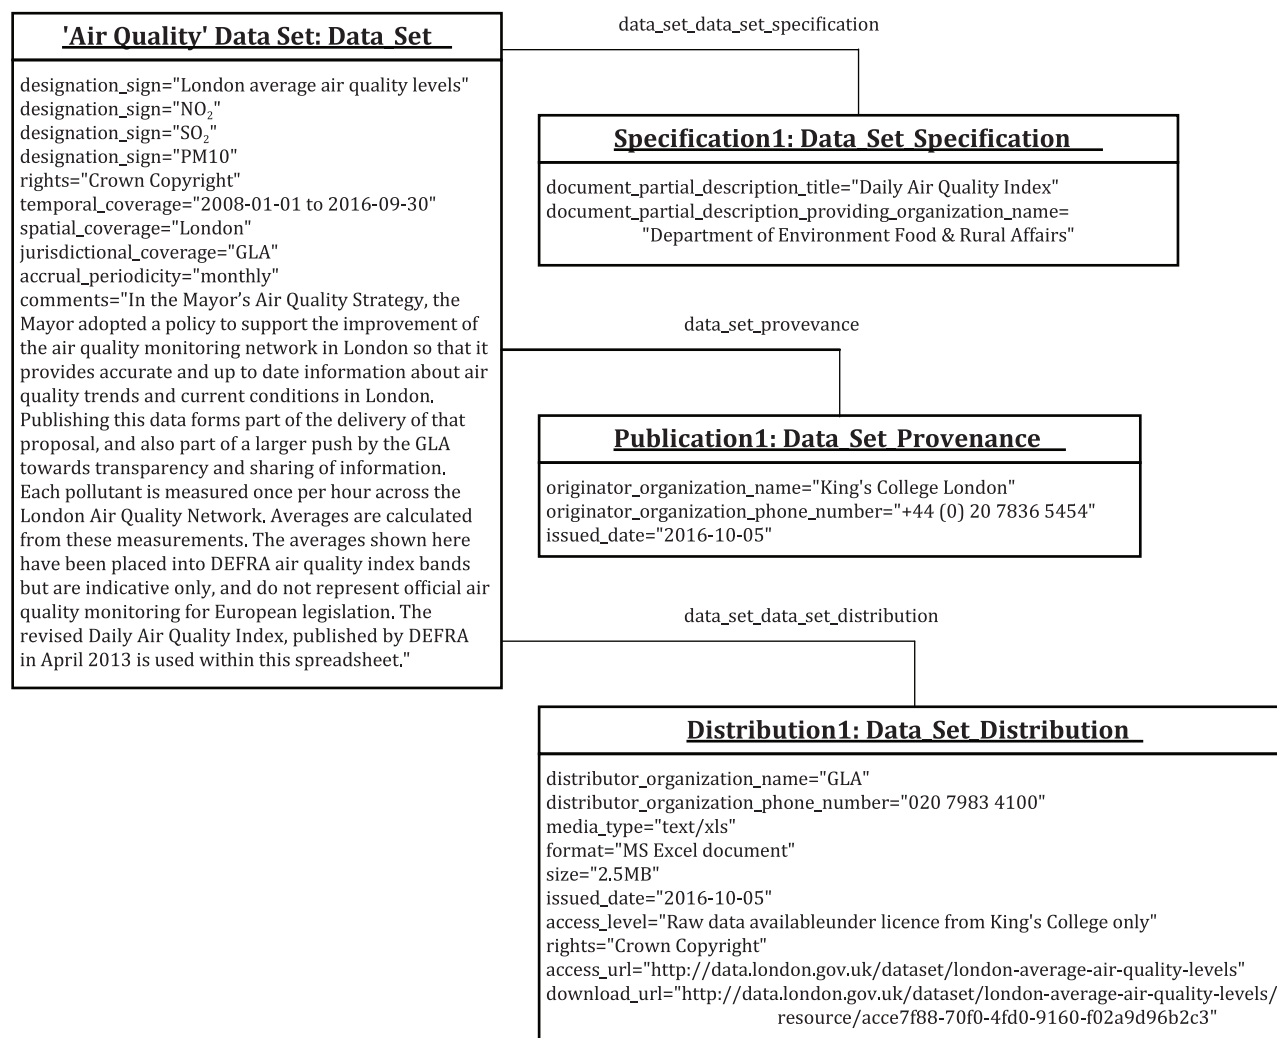 'Air Quality' Data Set: Data_Set
designation_sign="London average air quality levels"
designation_sign="NO₂"
designation_sign="SO₂"
designation_sign="PM10"
rights="Crown Copyright"
temporal_coverage="2008-01-01 to 2016-09-30"
spatial_coverage="London"
jurisdictional_coverage="GLA"
accrual_periodicity="monthly"
comments="In the Mayor’s Air Quality Strategy, the
Mayor adopted a policy to support the improvement of
the air quality monitoring network in London so that it
provides accurate and up to date information about air
quality trends and current conditions in London.
Publishing this data forms part of the delivery of that
proposal, and also part of a larger push by the GLA
towards transparency and sharing of information.
Each pollutant is measured once per hour across the
London Air Quality Network. Averages are calculated
from these measurements. The averages shown here
have been placed into DEFRA air quality index bands
but are indicative only, and do not represent official air
quality monitoring for European legislation. The
revised Daily Air Quality Index, published by DEFRA
in April 2013 is used within this spreadsheet."
data_set_data_set_specification
Specification1: Data_Set_Specification
document_partial_description_title="Daily Air Quality Index"
document_partial_description_providing_organization_name=
"Department of Environment Food & Rural Affairs"
data_set_provevance
Publication1: Data_Set_Provenance
originator_organization_name="King's College London"
originator_organization_phone_number="+44 (0) 20 7836 5454"
issued_date="2016-10-05"
data_set_data_set_distribution
Distribution1: Data_Set_Distribution
distributor_organization_name="GLA"
distributor_organization_phone_number="020 7983 4100"
media_type="text/xls"
format="MS Excel document"
size="2.5MB"
issued_date="2016-10-05"
access_level="Raw data availableunder licence from King's College only"
rights="Crown Copyright"
access_url="http://data.london.gov.uk/dataset/london-average-air-quality-levels"
download_url="http://data.london.gov.uk/dataset/london-average-air-quality-levels/
resource/acce7f88-70f0-4fd0-9160-f02a9d96b2c3"